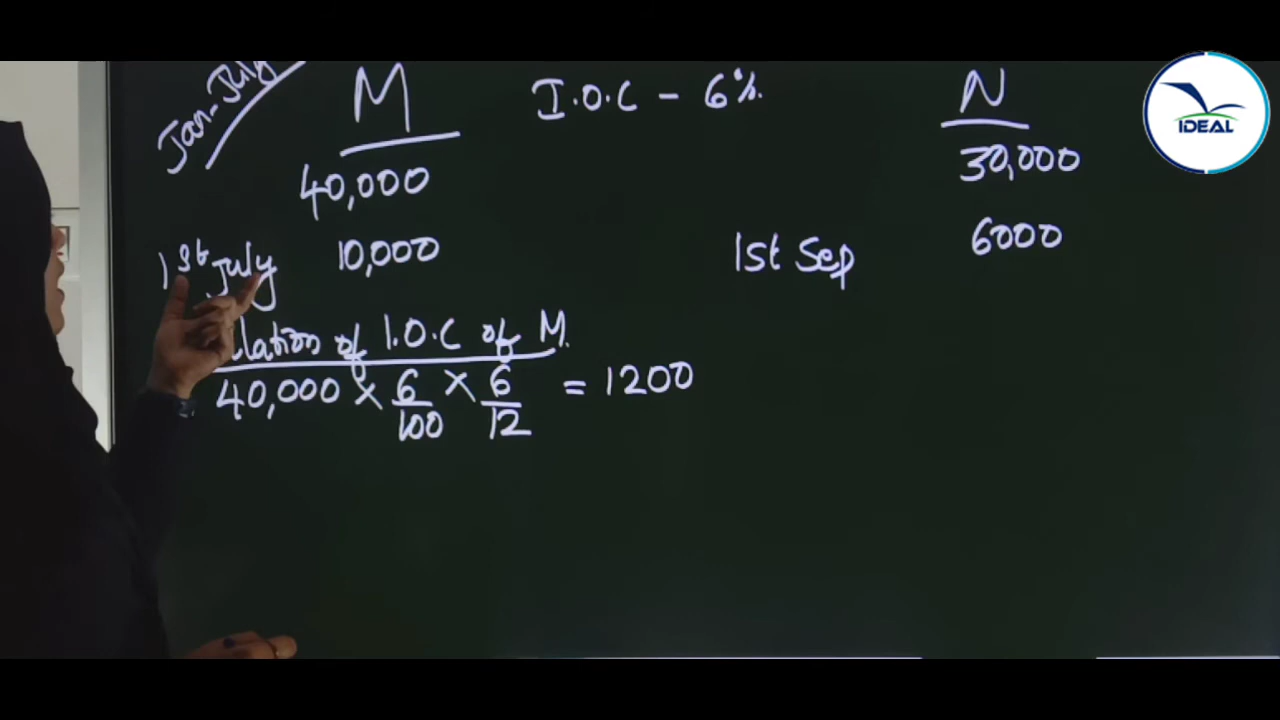 Jan-July
M I.O.C - 6%. N
40,000 30,000
1st July 10,000 1st Sep 6000
of I.O.C of M.
40,000 × 6/100 × 6/12 = 1200
IDEAL